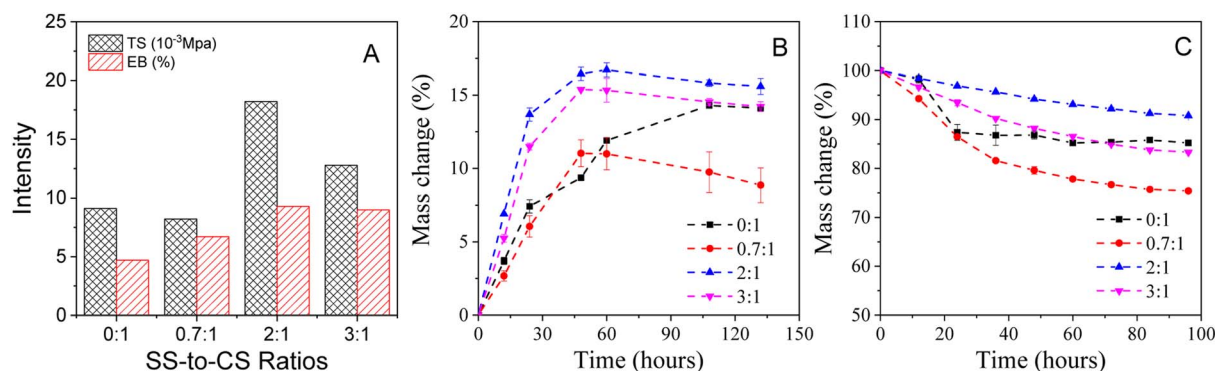 A
TS (10⁻³Mpa)
EB (%)
Intensity
25
20
15
10
5
0
0:1 0.7:1 2:1 3:1
SS-to-CS Ratios
B
Mass change (%)
20
15
10
5
0
0:1
0.7:1
2:1
3:1
0 30 60 90 120 150
Time (hours)
C
Mass change (%)
110
100
90
80
70
60
50
0:1
0.7:1
2:1
3:1
0 20 40 60 80 100
Time (hours)